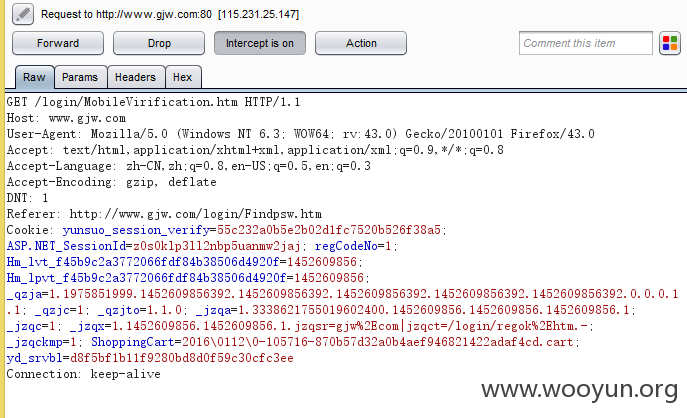 Request to http://www.gjw.com:80 [115.231.25.147]
Forward Drop Intercept is on Action Comment this item
Raw Params Headers Hex
GET /login/MobileVirification.htm HTTP/1.1
Host: www.gjw.com
User-Agent: Mozilla/5.0 (Windows NT 6.3; WOW64; rv:43.0) Gecko/20100101 Firefox/43.0
Accept: text/html,application/xhtml+xml,application/xml;q=0.9,*/*;q=0.8
Accept-Language: zh-CN,zh;q=0.8,en-US;q=0.5,en;q=0.3
Accept-Encoding: gzip, deflate
DNT: 1
Referer: http://www.gjw.com/login/Findpsw.htm
Cookie: yunsuo_session_verify=55c232a0b5e2b02d1fc7520b526f38a5;
ASP.NET_SessionId=z0s0klp3ll2nbp5uanmw2jaj; regCodeNo=1;
Hm_lvt_f45b9c2a3772066fdf84b38506d4920f=1452609856;
Hm_lpvt_f45b9c2a3772066fdf84b38506d4920f=1452609856;
_qzja=1.1975851999.1452609856392.1452609856392.1452609856392.1452609856392.1452609856392.0.0.0.1
.1; _qzjc=1; _qzjto=1.1.0; _jzqa=1.3338621755019602400.1452609856.1452609856.1452609856.1;
_jzqc=1; _jzqx=1.1452609856.1452609856.1.jzqsr=gjw%2Ecom|jzqct=/login/regok%2Ehtm.-;
_jzqckmp=1; ShoppingCart=2016\0112\0-105716-870b57d32a0b4aef946821422adaf4cd.cart;
yd_srvbl=d8f5bf1b11f9280bd8d0f59c30cfc3ee
Connection: keep-alive
www.wooyun.org